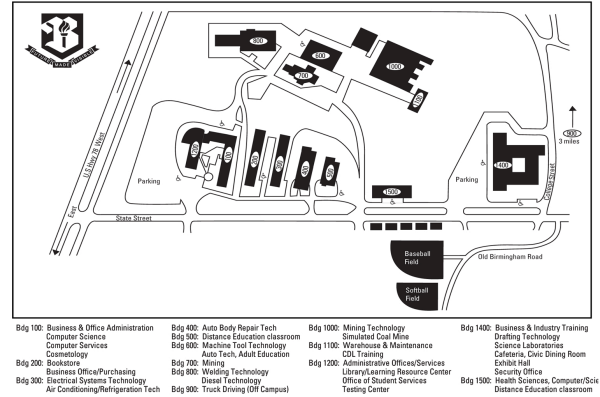 MADE
800
600
1000
700
1100
900
3 miles
U.S Hwy 78 West
1200
100
200
300
400
500
1400
1500
Parking
Parking
College Street
East
State Street
Baseball
Field
Old Birmingham Road
Softball
Field
Bdg 100: Business & Office Administration
Computer Science
Computer Services
Cosmetology
Bdg 200: Bookstore
Business Office/Purchasing
Bdg 300: Electrical Systems Technology
Air Conditioning/Refrigeration Tech
Bdg 400: Auto Body Repair Tech
Bdg 500: Distance Education classroom
Bdg 600: Machine Tool Technology
Auto Tech, Adult Education
Bdg 700: Mining
Bdg 800: Welding Technology
Diesel Technology
Bdg 900: Truck Driving (Off Campus)
Bdg 1000: Mining Technology
Simulated Coal Mine
Bdg 1100: Warehouse & Maintenance
CDL Training
Bdg 1200: Administrative Offices/Services
Library/Learning Resource Center
Office of Student Services
Testing Center
Bdg 1400: Business & Industry Training
Drafting Technology
Science Laboratories
Cafeteria, Civic Dining Room
Exhibit Hall
Security Office
Bdg 1500: Health Sciences, Computer/Scie
Distance Education classroom